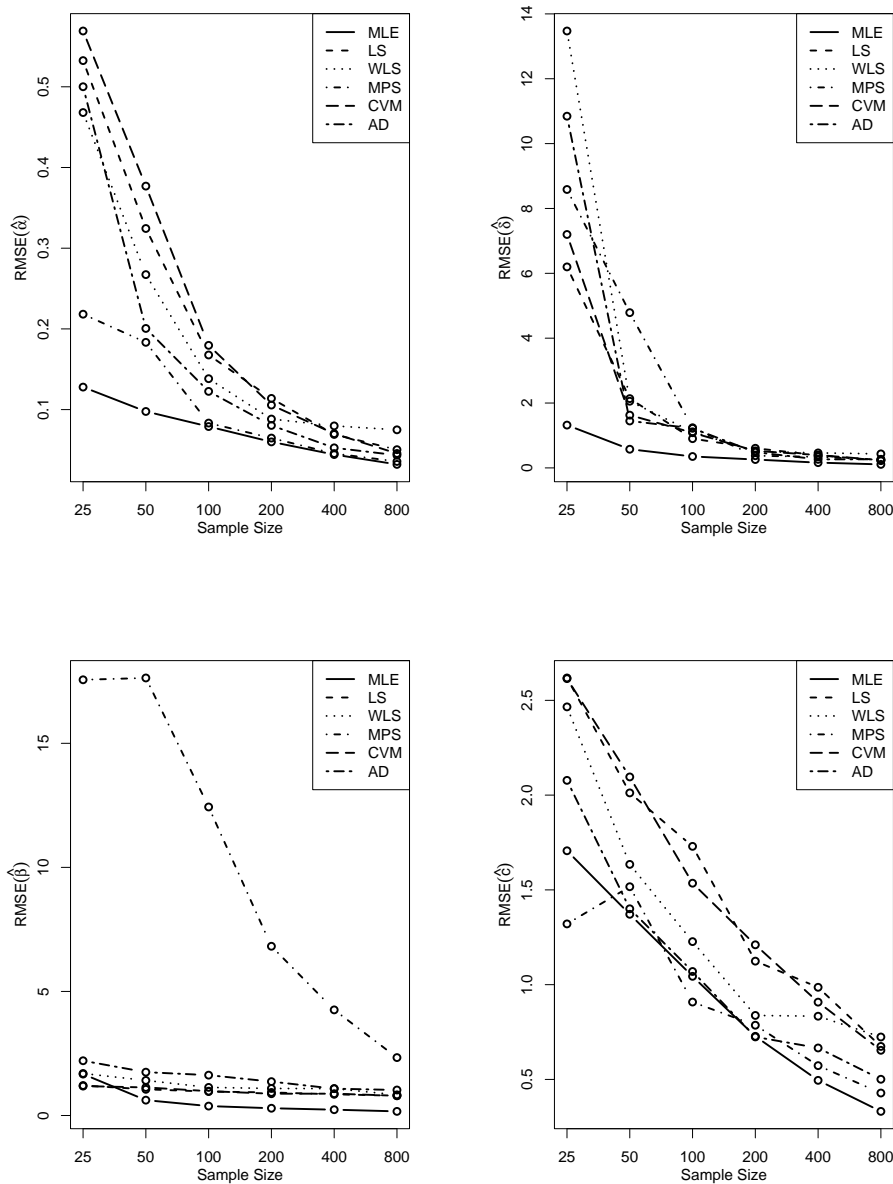 MLE
LS
WLS
MPS
CVM
AD
0.5
0.4
0.3
0.2
0.1
RMSE(α̂)
25 50 100 200 400 800
Sample Size
MLE
LS
WLS
MPS
CVM
AD
14
12
10
8
6
4
2
0
RMSE(δ̂)
25 50 100 200 400 800
Sample Size
MLE
LS
WLS
MPS
CVM
AD
15
10
5
0
RMSE(β̂)
25 50 100 200 400 800
Sample Size
MLE
LS
WLS
MPS
CVM
AD
2.5
2.0
1.5
1.0
0.5
RMSE(ĉ)
25 50 100 200 400 800
Sample Size